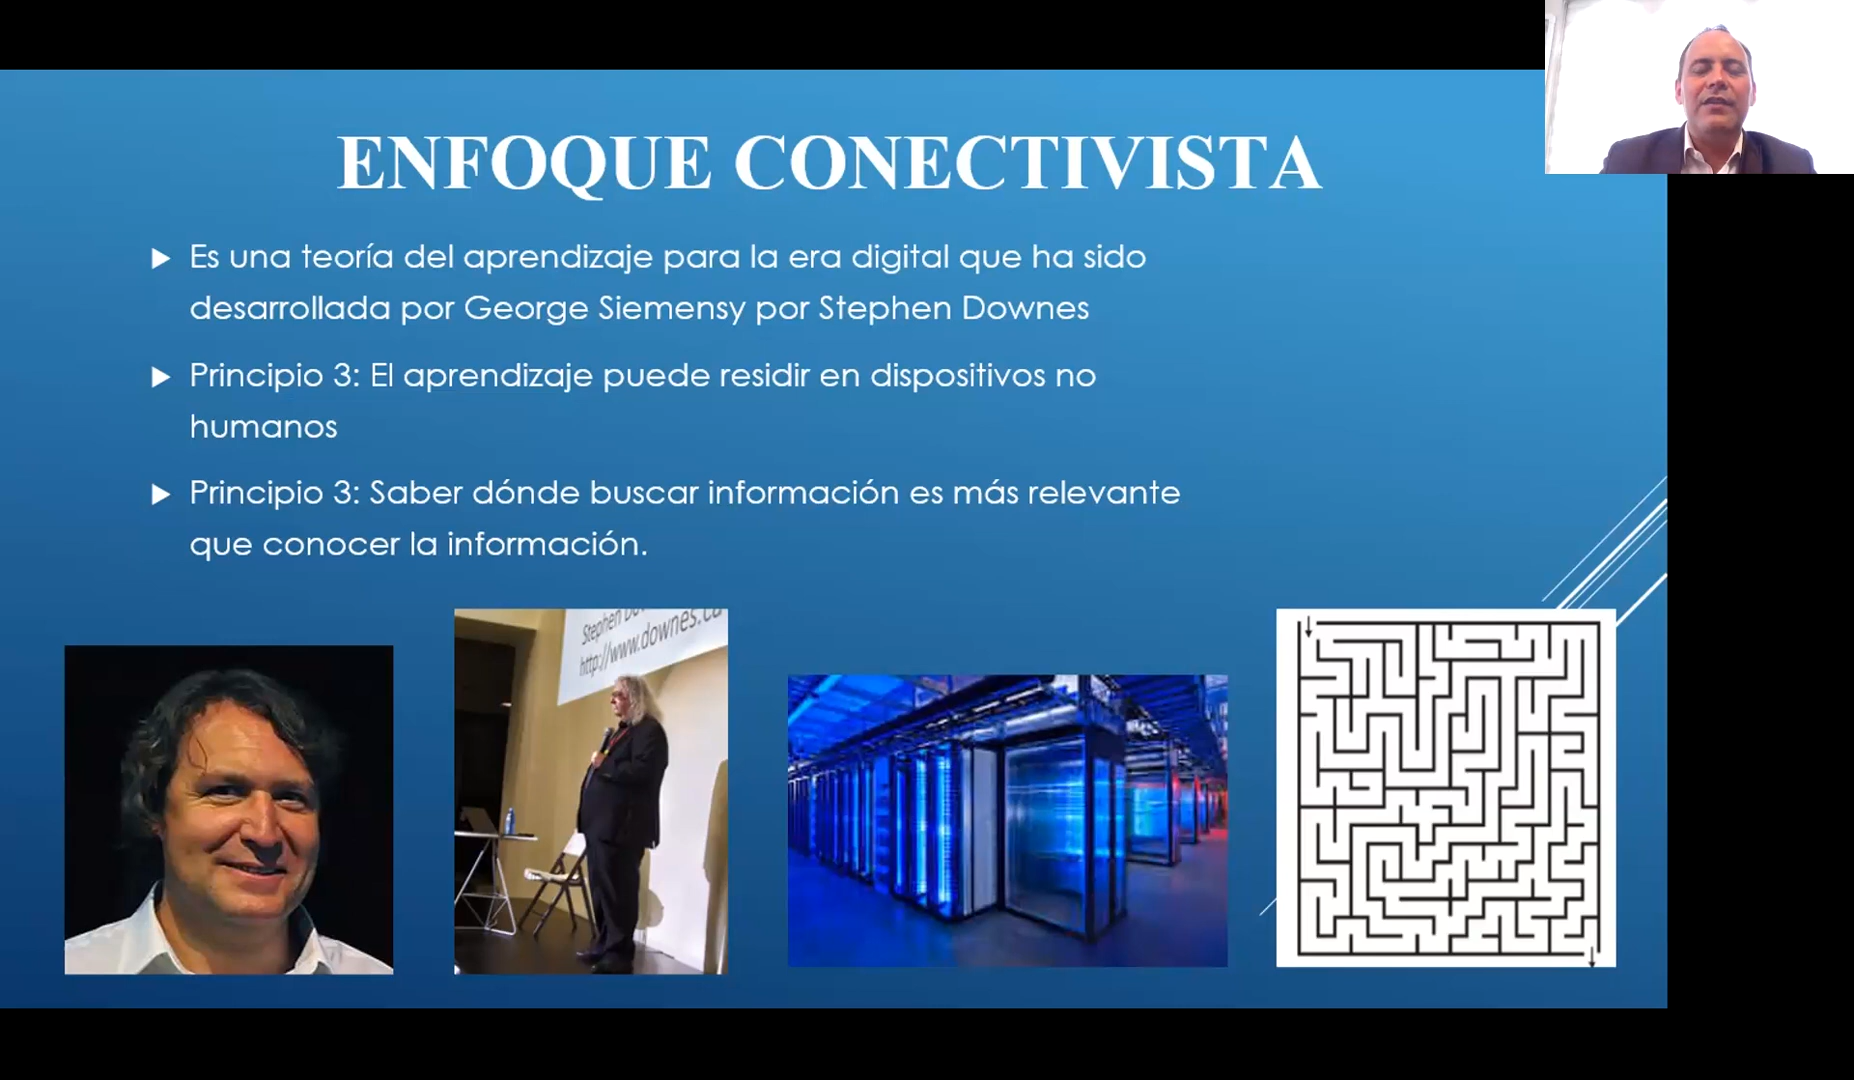 ENFOQUE CONECTIVISTA
Es una teoría del aprendizaje para la era digital que ha sido
desarrollada por George Siemensy por Stephen Downes
Principio 3: El aprendizaje puede residir en dispositivos no
humanos
Principio 3: Saber dónde buscar información es más relevante
que conocer la información.
Stephen
http://www.downes.ca